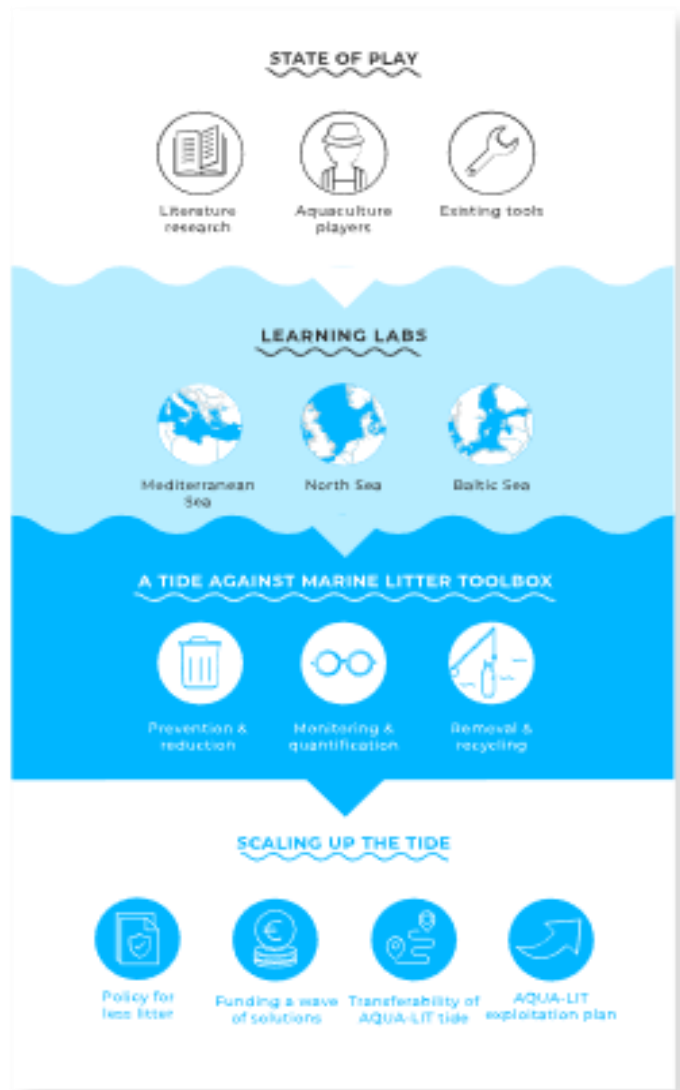 STATE OF PLAY
Literature
research
Aquaculture
players
Existing tools
LEARNING LABS
Mediterranean
Sea
North Sea
Baltic Sea
A TIDE AGAINST MARINE LITTER TOOLBOX
Prevention &
reduction
Monitoring &
quantification
Removal &
recycling
SCALING UP THE TIDE
Policy for
less litter
Funding a wave
of solutions
Transferability of
AQUA-LIT tide
AQUA-LIT
exploitation plan